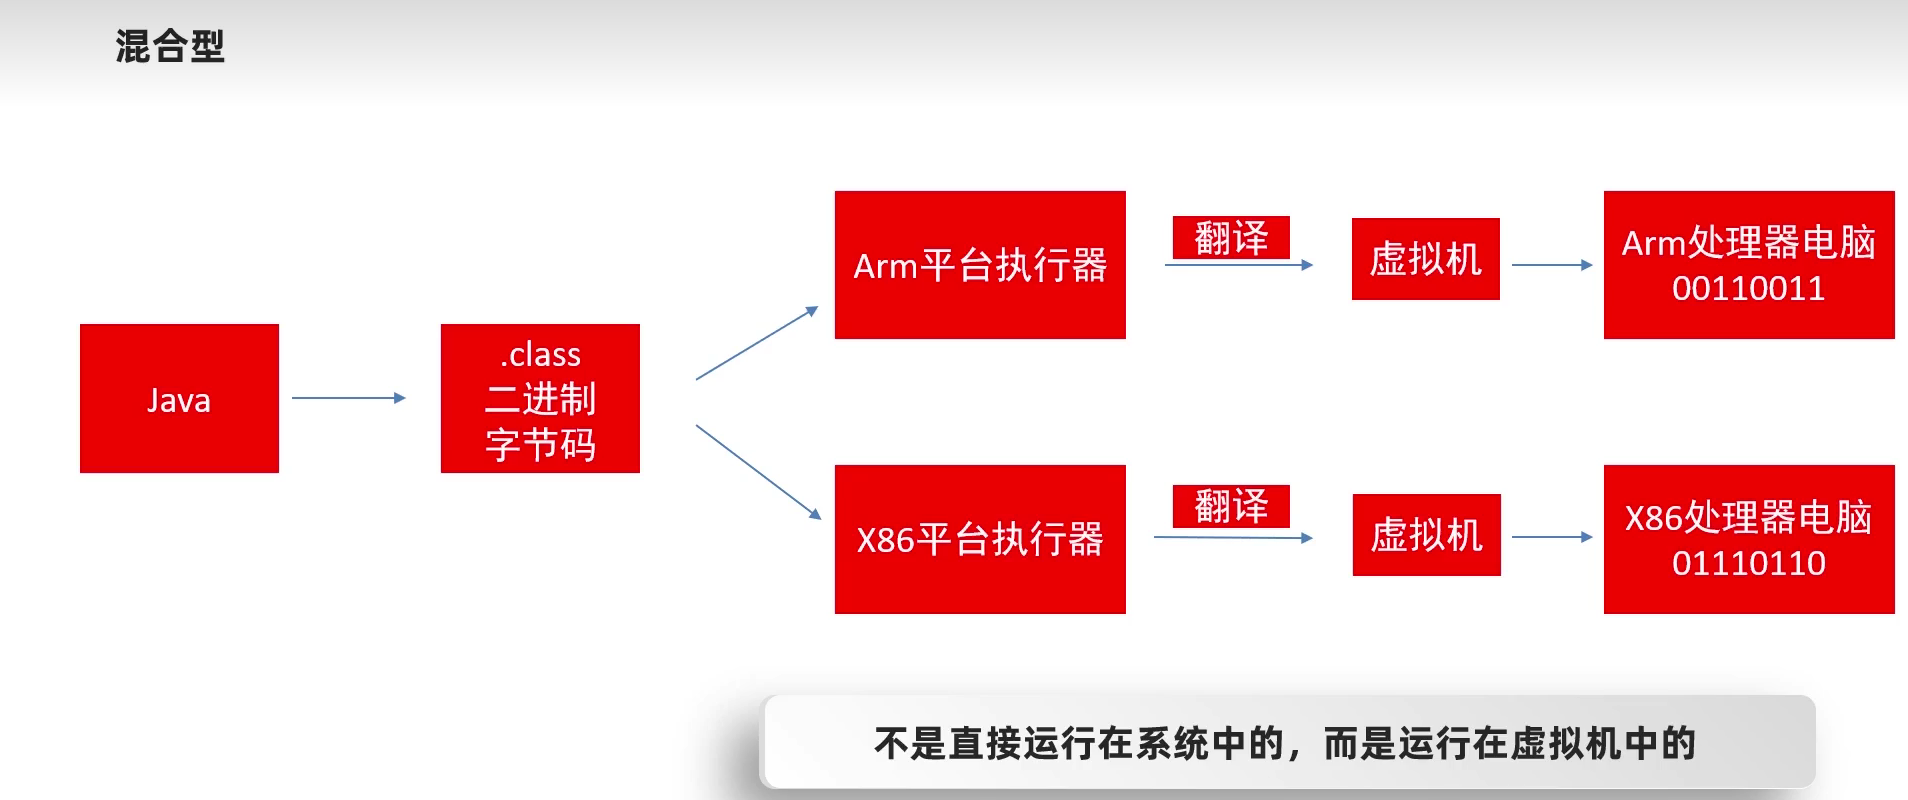 混合型
Java
.class
二进制
字节码
Arm平台执行器
翻译
虚拟机
Arm处理器电脑
00110011
X86平台执行器
翻译
虚拟机
X86处理器电脑
01110110
不是直接运行在系统中的，而是运行在虚拟机中的